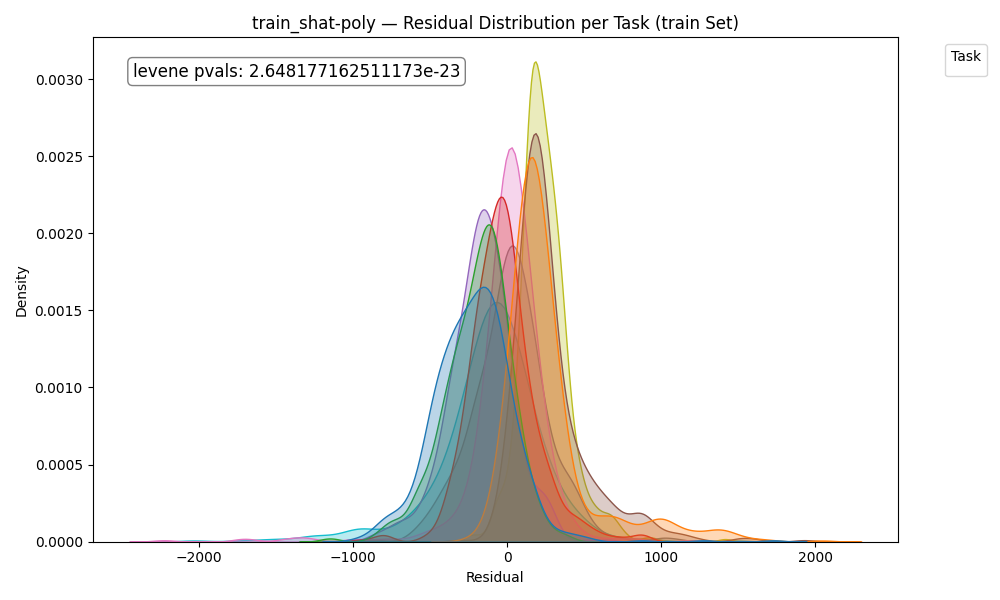 train_shat-poly — Residual Distribution per Task (train Set)
levene pvals: 2.648177162511173e-23
Task
Density
0.0030
0.0025
0.0020
0.0015
0.0010
0.0005
0.0000
−2000
−1000
0
1000
2000
Residual